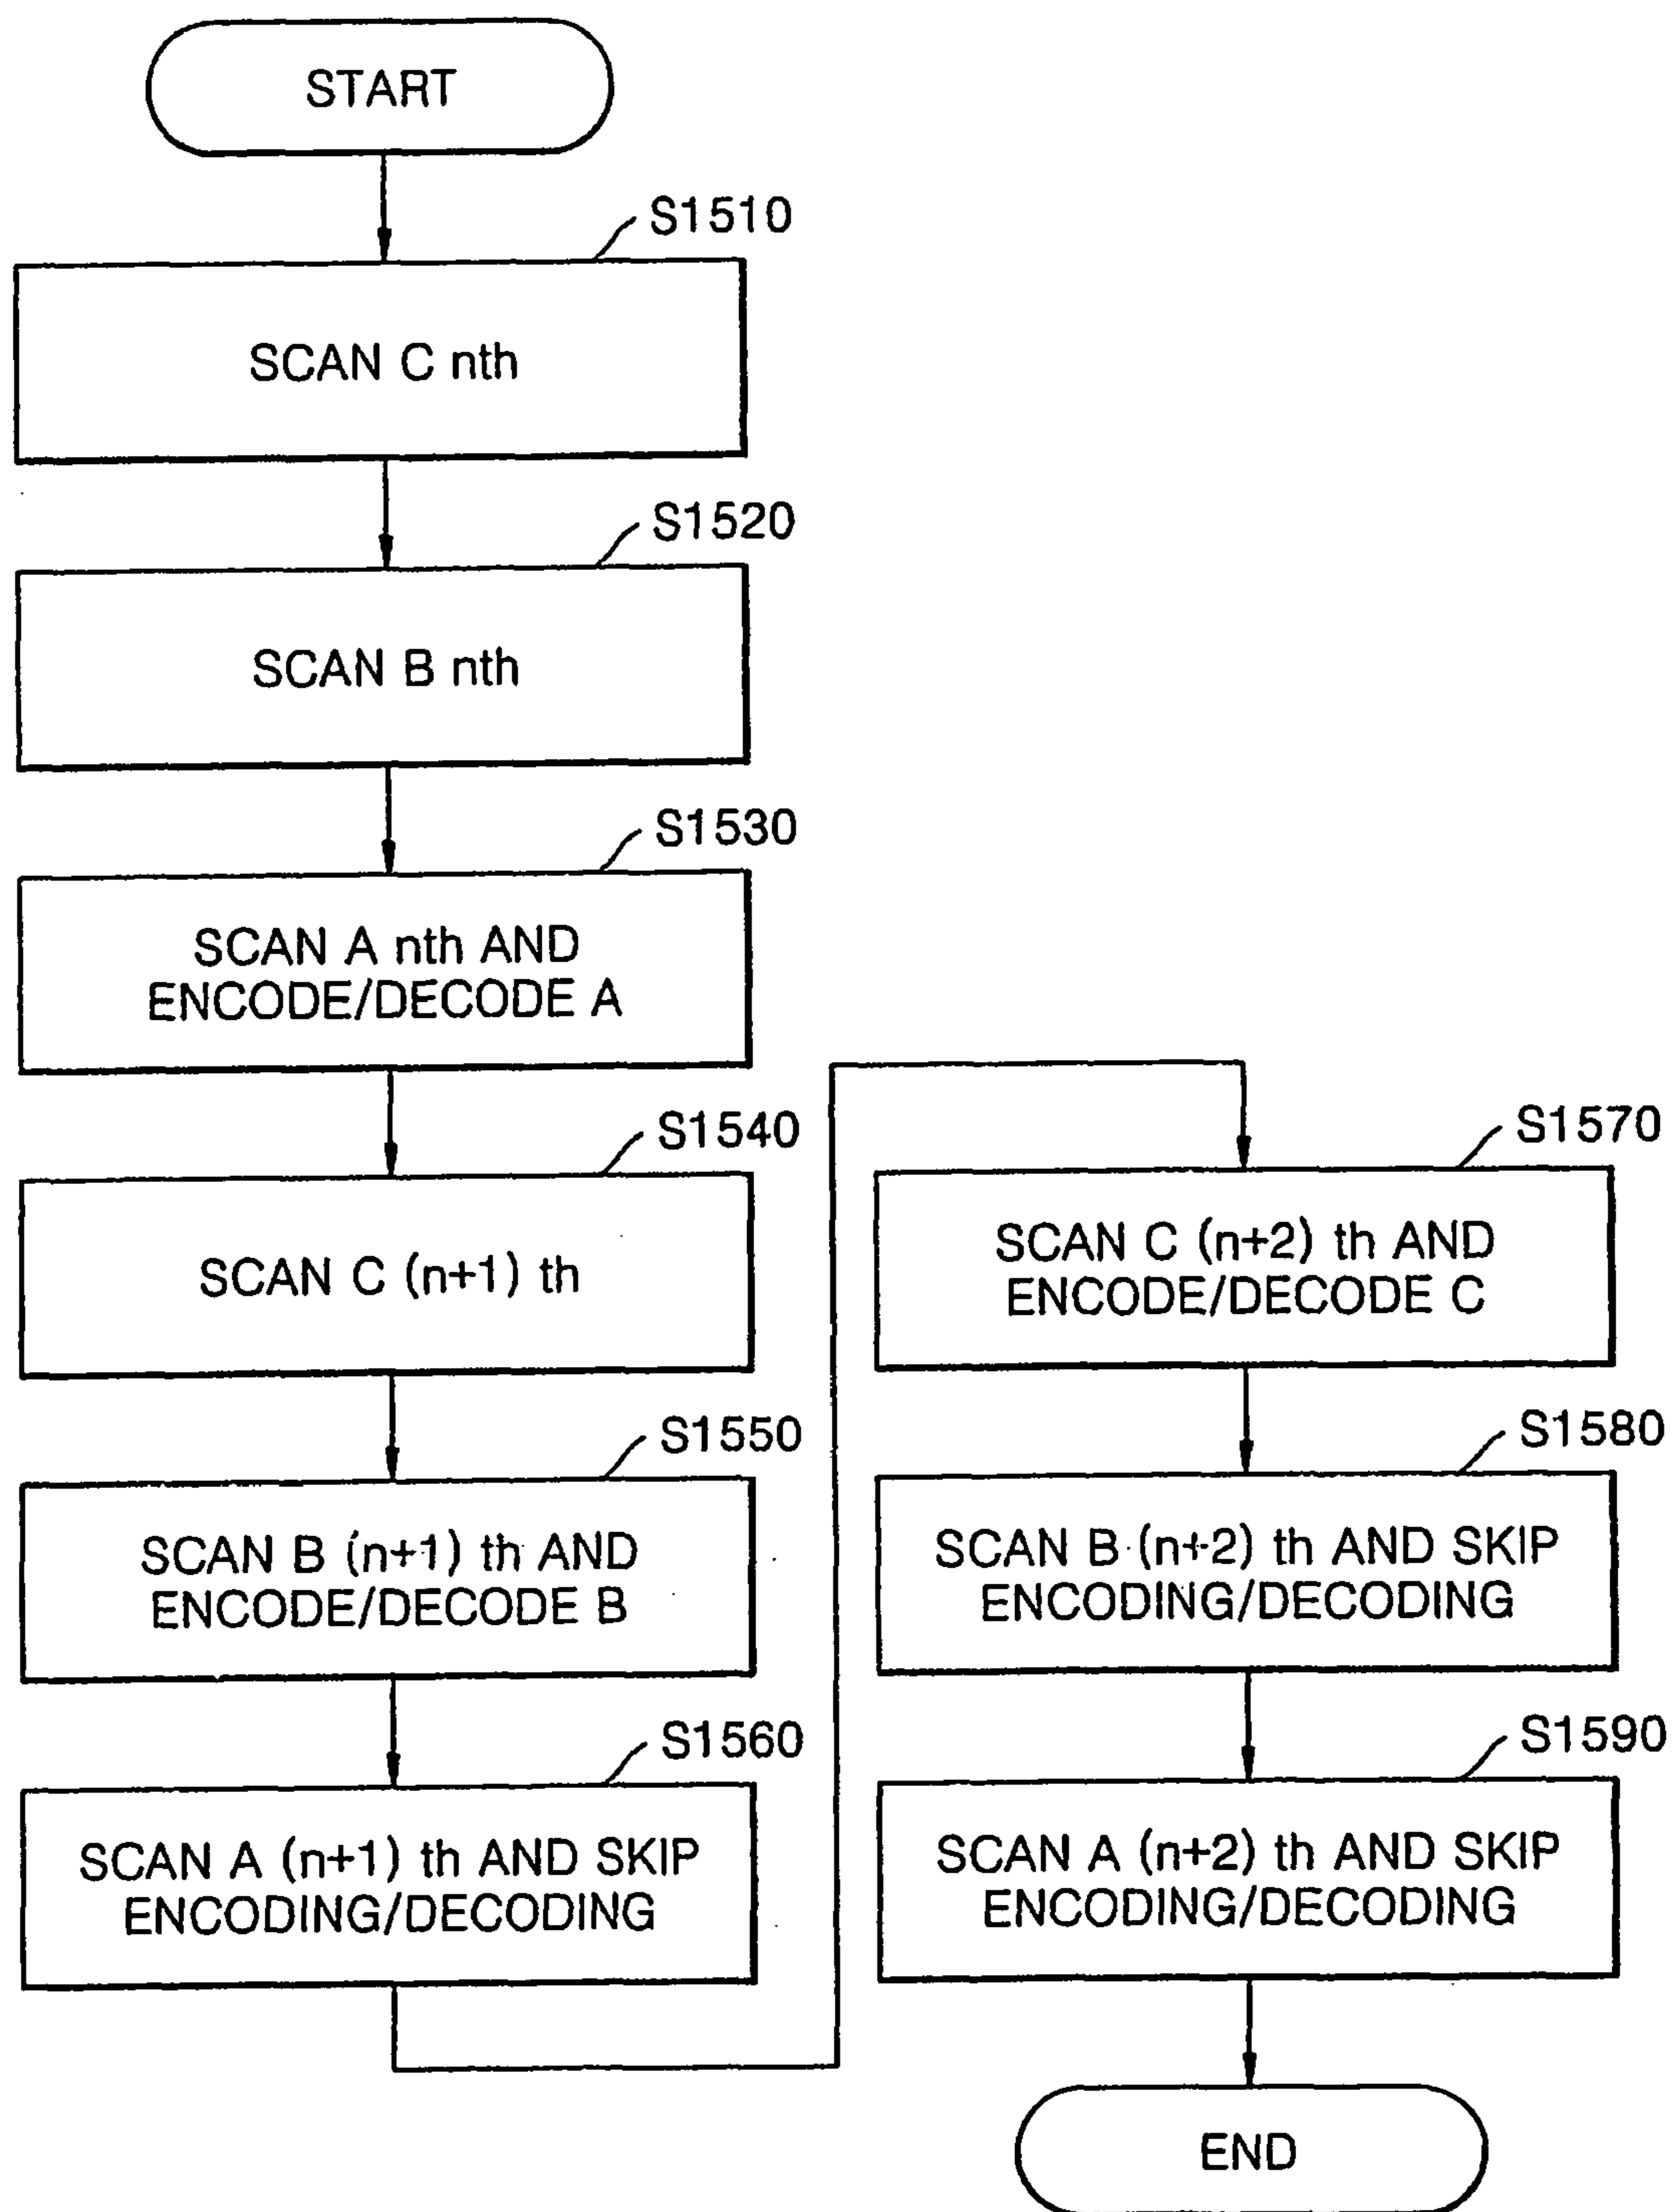 START
S1510
SCAN C nth
S1520
SCAN B nth
S1530
SCAN A nth AND
ENCODE/DECODE A
S1540
SCAN C (n+1) th
S1550
SCAN B (n+1) th AND
ENCODE/DECODE B
S1560
SCAN A (n+1) th AND SKIP
ENCODING/DECODING
S1570
SCAN C (n+2) th AND
ENCODE/DECODE C
S1580
SCAN B (n+2) th AND SKIP
ENCODING/DECODING
S1590
SCAN A (n+2) th AND SKIP
ENCODING/DECODING
END